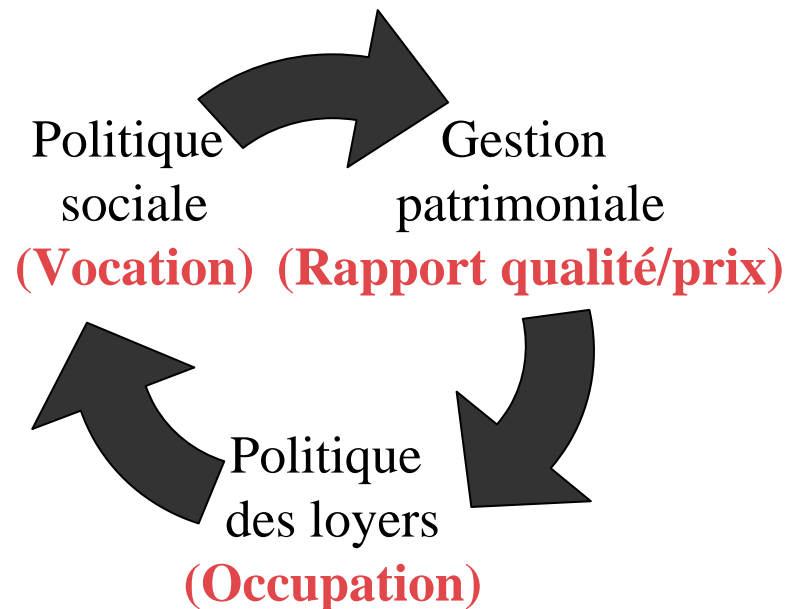 Politique
sociale
(Vocation)
Gestion
patrimoniale
(Rapport qualité/prix)
Politique
des loyers
(Occupation)